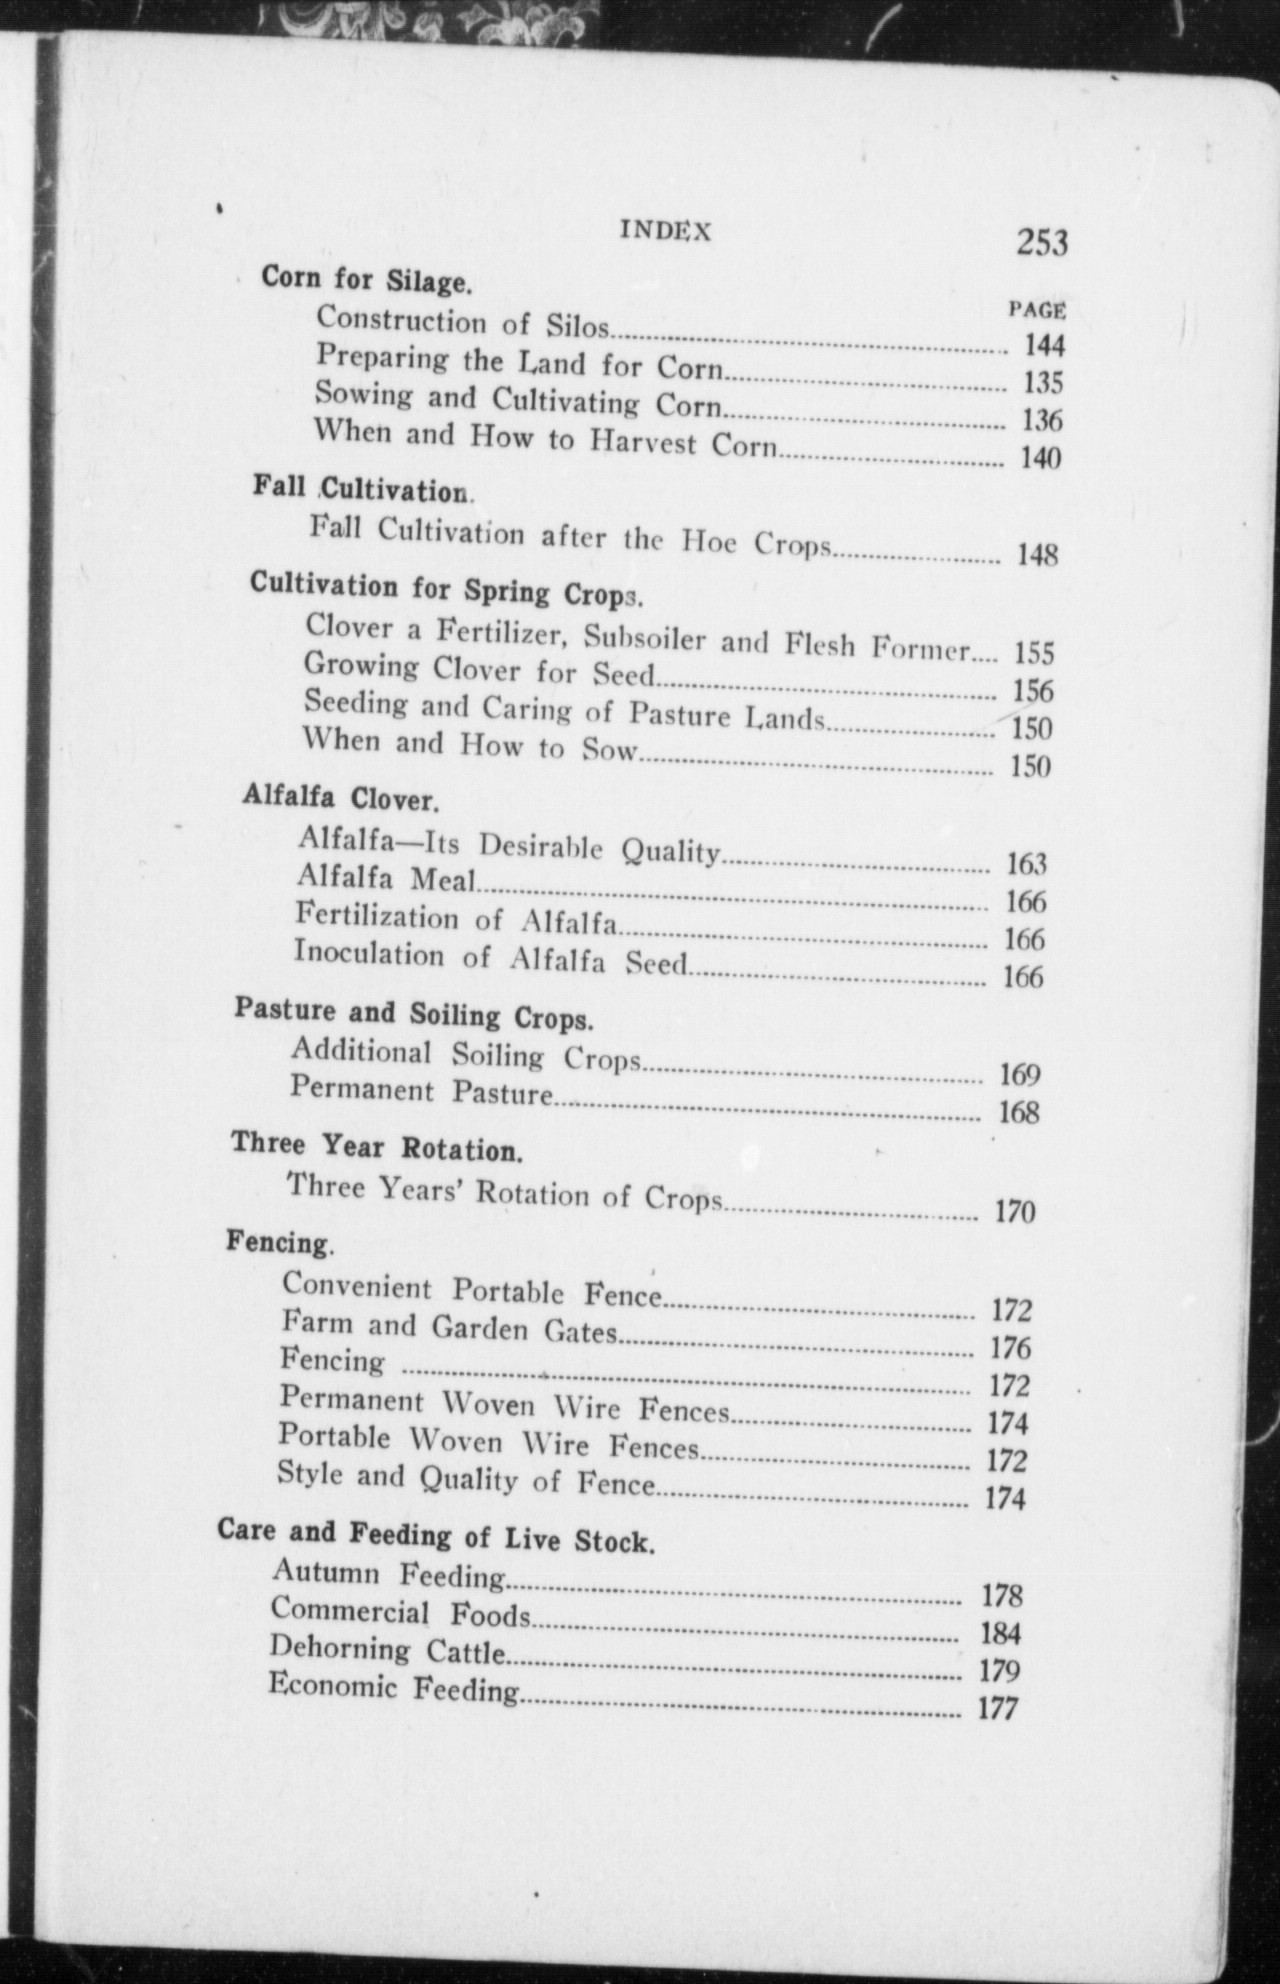 INDEX 253
PAGE
Corn for Silage.
Construction of Silos........ 144
Preparing the Land for Corn........ 135
Sowing and Cultivating Corn........ 136
When and How to Harvest Corn........ 140
Fall Cultivation.
Fall Cultivation after the Hoe Crops........ 148
Cultivation for Spring Crops.
Clover a Fertilizer, Subsoiler and Flesh Former.... 155
Growing Clover for Seed........ 156
Seeding and Caring of Pasture Lands........ 150
When and How to Sow........ 150
Alfalfa Clover.
Alfalfa—Its Desirable Quality........ 163
Alfalfa Meal........ 166
Fertilization of Alfalfa........ 166
Inoculation of Alfalfa Seed........ 166
Pasture and Soiling Crops.
Additional Soiling Crops........ 169
Permanent Pasture........ 168
Three Year Rotation.
Three Years' Rotation of Crops........ 170
Fencing.
Convenient Portable Fence........ 172
Farm and Garden Gates........ 176
Fencing ........ 172
Permanent Woven Wire Fences........ 174
Portable Woven Wire Fences........ 172
Style and Quality of Fence........ 174
Care and Feeding of Live Stock.
Autumn Feeding........ 178
Commercial Foods........ 184
Dehorning Cattle........ 179
Economic Feeding........ 177